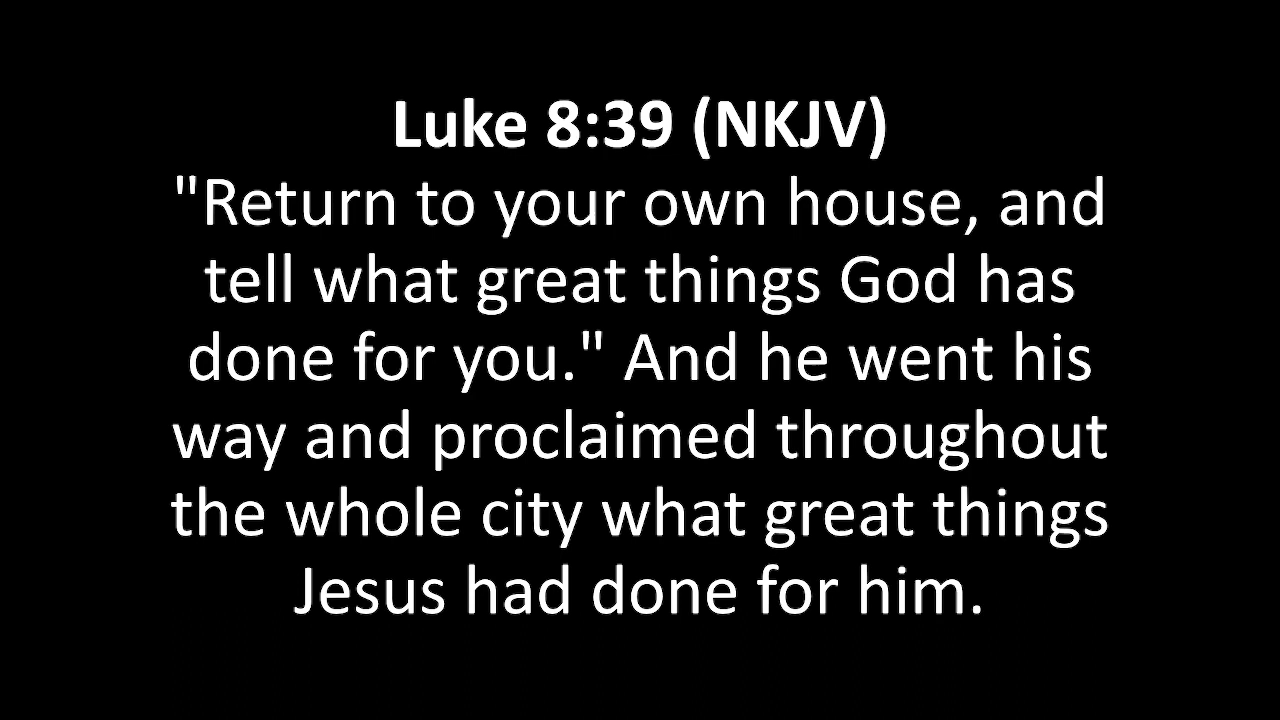 Luke 8:39 (NKJV)
"Return to your own house, and
tell what great things God has
done for you." And he went his
way and proclaimed throughout
the whole city what great things
Jesus had done for him.